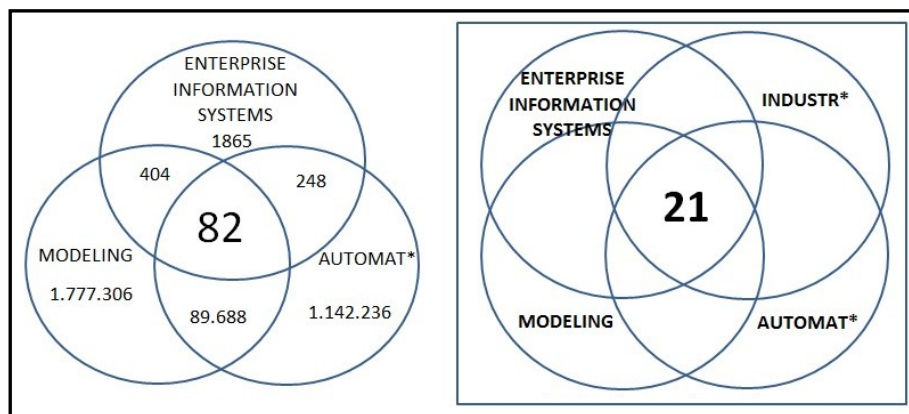 ENTERPRISE
INFORMATION
SYSTEMS
1865
404
248
82
MODELING
1.777.306
AUTOMAT*
1.142.236
89.688
ENTERPRISE
INFORMATION
SYSTEMS
INDUSTR*
21
MODELING
AUTOMAT*